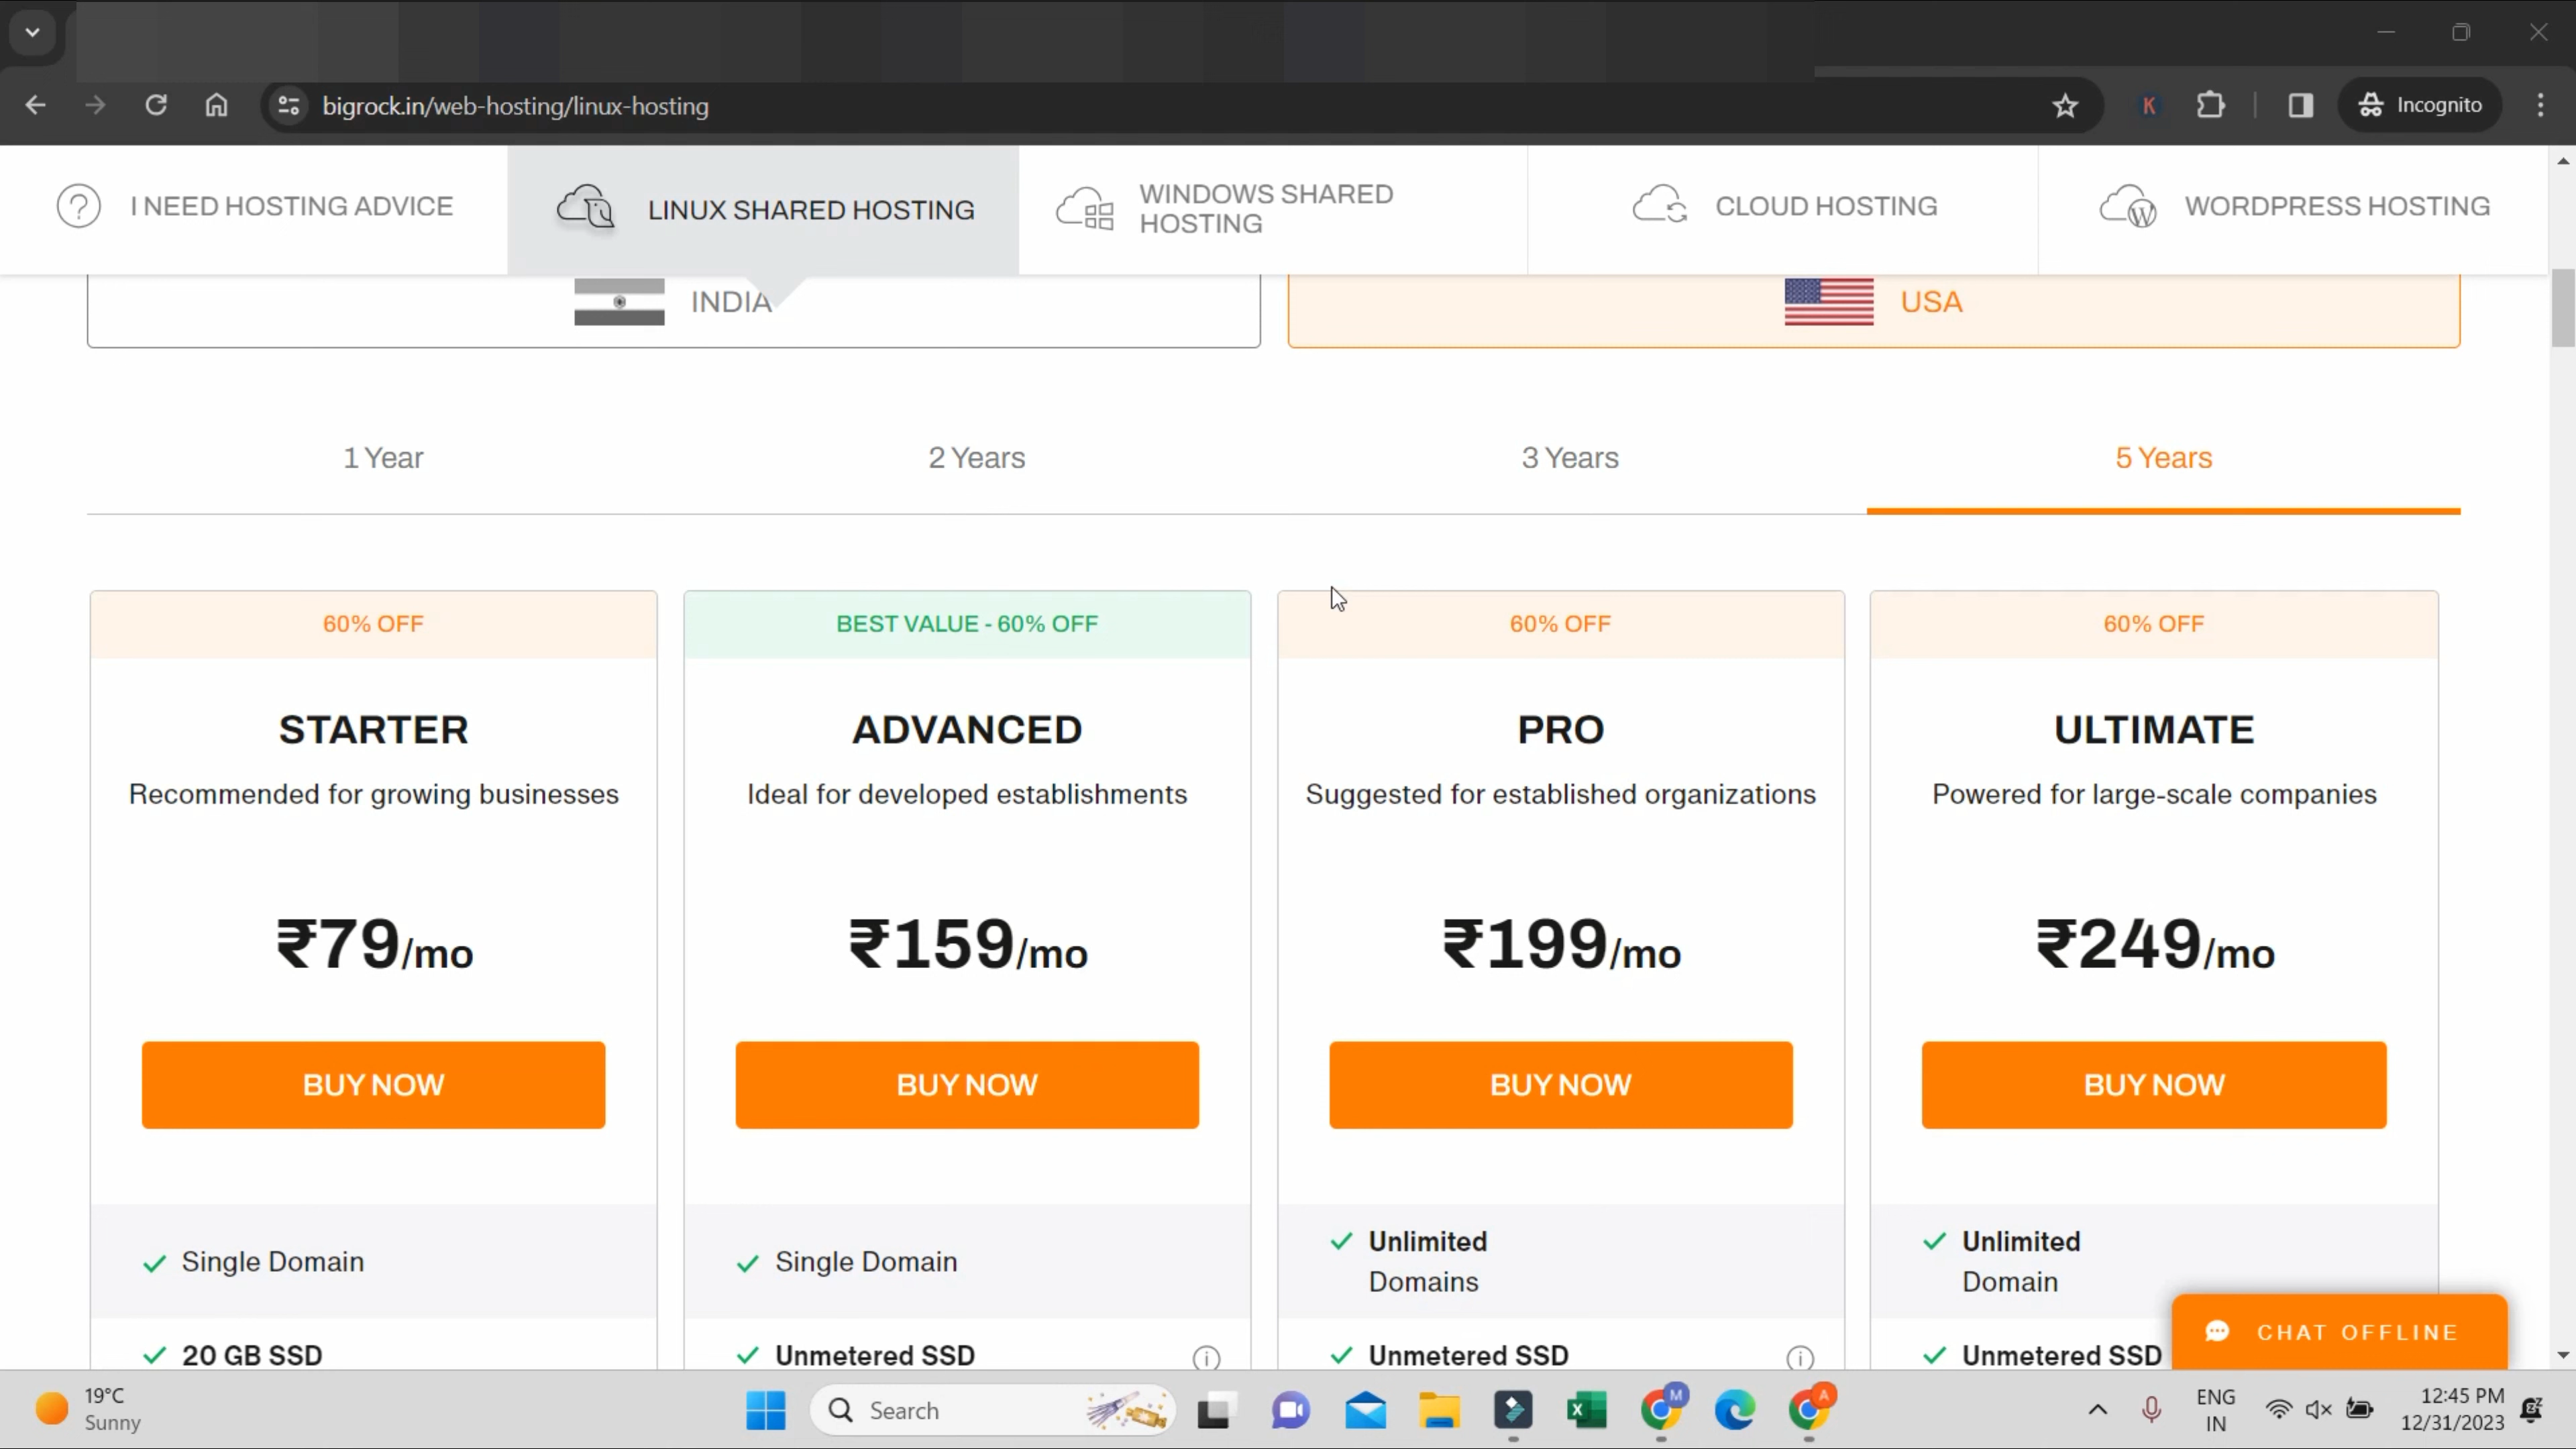 bigrock.in/web-hosting/linux-hosting
K
Incognito
I NEED HOSTING ADVICE
LINUX SHARED HOSTING
WINDOWS SHARED
HOSTING
CLOUD HOSTING
WORDPRESS HOSTING
INDIA
USA
1 Year
2 Years
3 Years
5 Years
60% OFF
STARTER
Recommended for growing businesses
₹79/mo
BUY NOW
Single Domain
20 GB SSD
BEST VALUE - 60% OFF
ADVANCED
Ideal for developed establishments
₹159/mo
BUY NOW
Single Domain
Unmetered SSD
60% OFF
PRO
Suggested for established organizations
₹199/mo
BUY NOW
Unlimited
Domains
Unmetered SSD
60% OFF
ULTIMATE
Powered for large-scale companies
₹249/mo
BUY NOW
Unlimited
Domain
Unmetered SSD
CHAT OFFLINE
19°C
Sunny
Search
M
A
ENG
IN
12:45 PM
12/31/2023